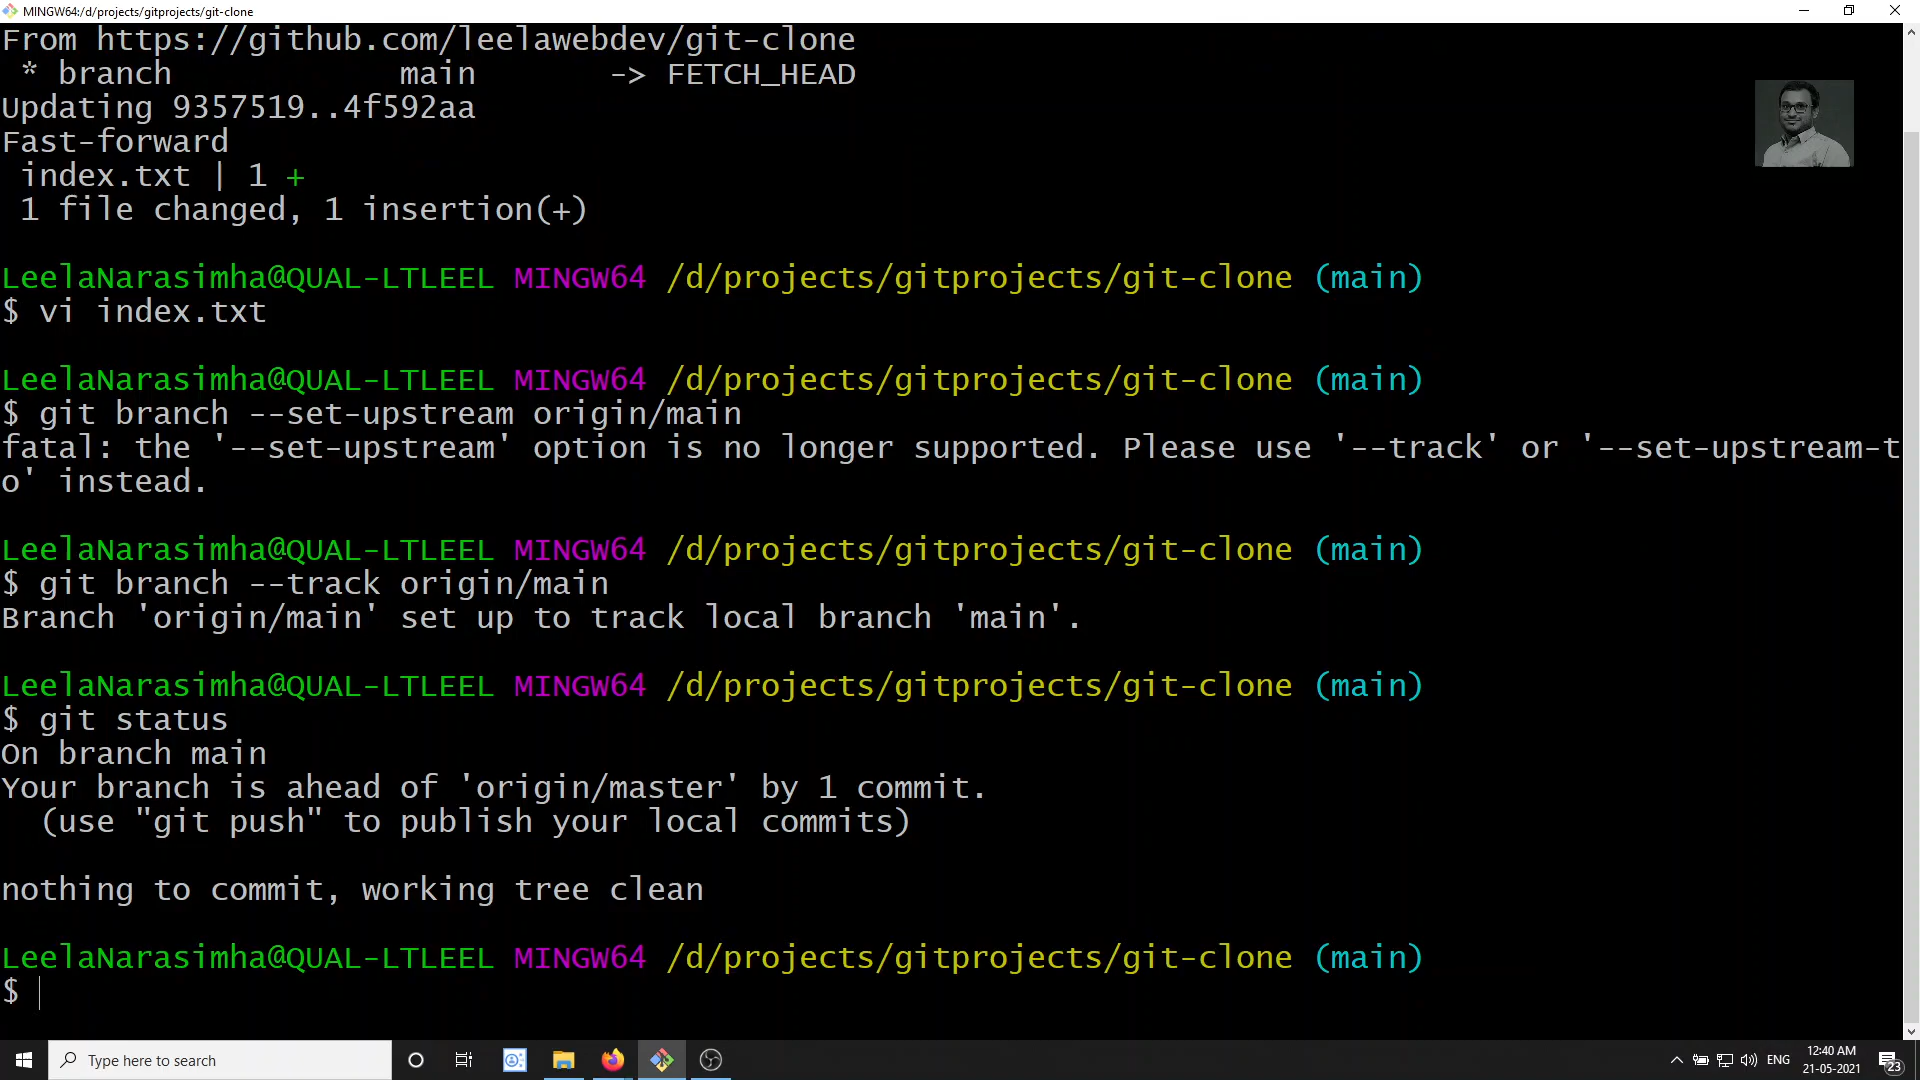 MINGW64:/d/projects/gitprojects/git-clone
From https://github.com/leelawebdev/git-clone
 * branch            main       -> FETCH_HEAD
Updating 9357519..4f592aa
Fast-forward
 index.txt | 1 +
 1 file changed, 1 insertion(+)
LeelaNarasimha@QUAL-LTLEEL MINGW64 /d/projects/gitprojects/git-clone (main)
$ vi index.txt
LeelaNarasimha@QUAL-LTLEEL MINGW64 /d/projects/gitprojects/git-clone (main)
$ git branch --set-upstream origin/main
fatal: the '--set-upstream' option is no longer supported. Please use '--track' or '--set-upstream-t
o' instead.
LeelaNarasimha@QUAL-LTLEEL MINGW64 /d/projects/gitprojects/git-clone (main)
$ git branch --track origin/main
Branch 'origin/main' set up to track local branch 'main'.
LeelaNarasimha@QUAL-LTLEEL MINGW64 /d/projects/gitprojects/git-clone (main)
$ git status
On branch main
Your branch is ahead of 'origin/master' by 1 commit.
  (use "git push" to publish your local commits)
nothing to commit, working tree clean
LeelaNarasimha@QUAL-LTLEEL MINGW64 /d/projects/gitprojects/git-clone (main)
$
Type here to search
ENG
12:40 AM
21-05-2021
23